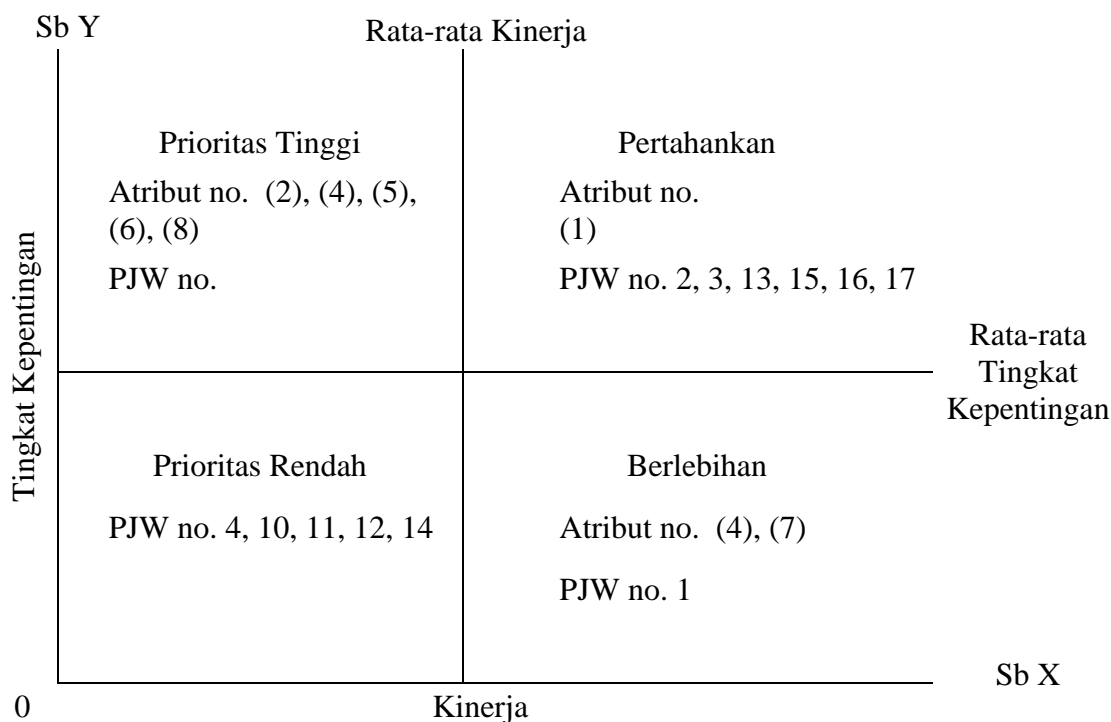 Sb Y
Rata-rata Kinerja
Prioritas Tinggi
Atribut no. (2), (4), (5),
(6), (8)
PJW no.
Pertahankan
Atribut no.
(1)
PJW no. 2, 3, 13, 15, 16, 17
Tingkat Kepentingan
Rata-rata
Tingkat
Kepentingan
Prioritas Rendah
PJW no. 4, 10, 11, 12, 14
Berlebihan
Atribut no. (4), (7)
PJW no. 1
Sb X
0
Kinerja